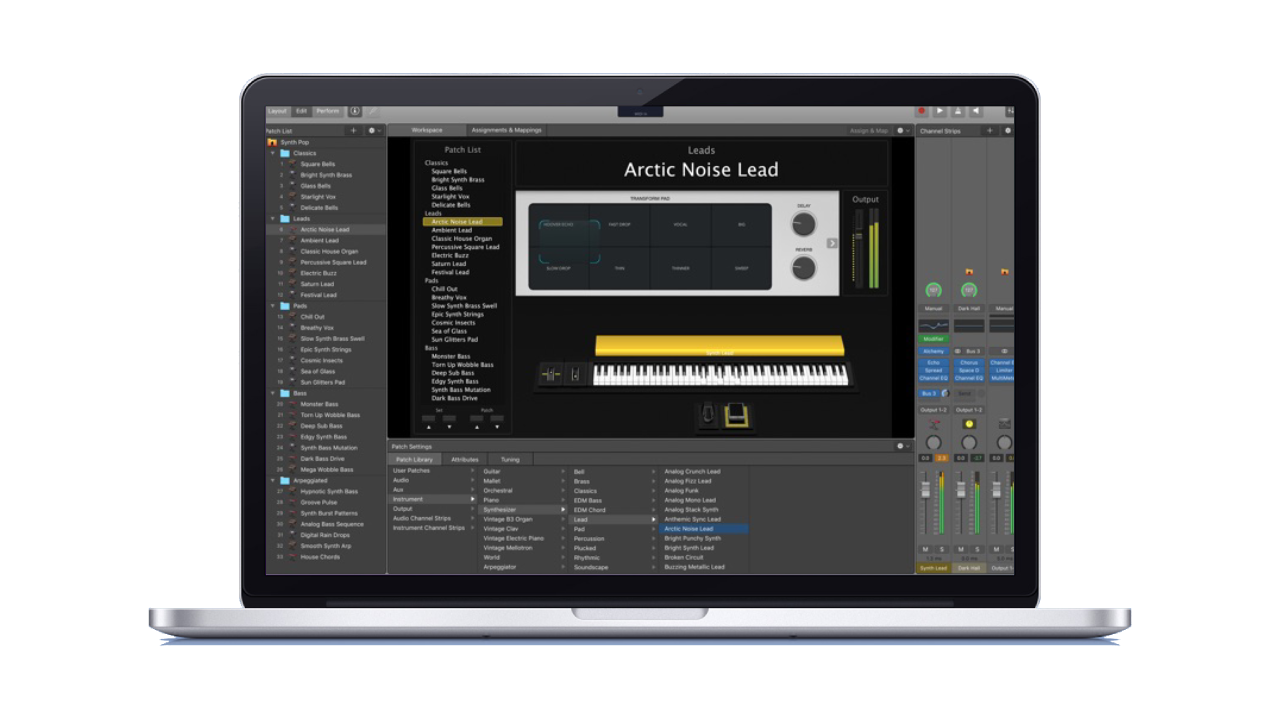 Layout Edit Perform
Patch List
Synth Pop
Classics
1 Square Bells
2 Bright Synth Brass
3 Glass Bells
4 Starlight Vox
5 Delicate Bells
Leads
6 Arctic Noise Lead
7 Ambient Lead
8 Classic House Organ
9 Percussive Square Lead
10 Electric Buzz
11 Saturn Lead
12 Festival Lead
Pads
13 Chill Out
14 Breathy Vox
15 Slow Synth Brass Swell
16 Epic Synth Strings
17 Cosmic Insects
18 Sea of Glass
19 Sun Glitters Pad
Bass
20 Monster Bass
21 Torn Up Wobble Bass
22 Deep Sub Bass
23 Edgy Synth Bass
24 Synth Bass Mutation
25 Dark Bass Drive
26 Mega Wobble Bass
Arpeggiated
27 Hypnotic Synth Bass
28 Groove Pulse
29 Synth Burst Patterns
30 Analog Bass Sequence
31 Digital Rain Drops
32 Smooth Synth Arp
33 House Chords
Workspace Assignments & Mappings Assign & Map
Patch List
Classics
Square Bells
Bright Synth Brass
Glass Bells
Starlight Vox
Delicate Bells
Leads
Arctic Noise Lead
Ambient Lead
Classic House Organ
Percussive Square Lead
Electric Buzz
Saturn Lead
Festival Lead
Pads
Chill Out
Breathy Vox
Slow Synth Brass Swell
Epic Synth Strings
Cosmic Insects
Sea of Glass
Sun Glitters Pad
Bass
Monster Bass
Torn Up Wobble Bass
Deep Sub Bass
Edgy Synth Bass
Synth Bass Mutation
Dark Bass Drive
Set Patch
Leads
Arctic Noise Lead
TRANSFORM PAD
FAST DROP VOCAL BIG
SLOW DROP THIN THINNER SWEEP
DELAY
REVERB
Output
Synth Lead
Patch Settings
Patch Library Attributes Tuning
User Patches
Audio
Aux
Instrument
Output
Audio Channel Strips
Instrument Channel Strips
Guitar
Mallet
Orchestral
Piano
Synthesizer
Vintage B3 Organ
Vintage Clav
Vintage Electric Piano
Vintage Mellotron
World
Arpeggiator
Bell
Brass
Classics
EDM Bass
EDM Chord
Lead
Pad
Percussion
Plucked
Rhythmic
Soundscape
Analog Crunch Lead
Analog Fizz Lead
Analog Funk
Analog Mono Lead
Analog Stack Synth
Anthemic Sync Lead
Arctic Noise Lead
Bright Punchy Synth
Bright Synth Lead
Broken Circuit
Buzzing Metallic Lead
Channel Strips
Manual Dark Hall Manual
Modifier
Alchemy Bus 3
Echo Chorus Channel E
Spread Space D Limiter
Channel EQ Channel EQ MultiMete
Bus 3 Send
Output 1-2 Output 1-2
0.0 0.0 0.0
M S M S M S
Synth Lead Dark Hall Output 1-